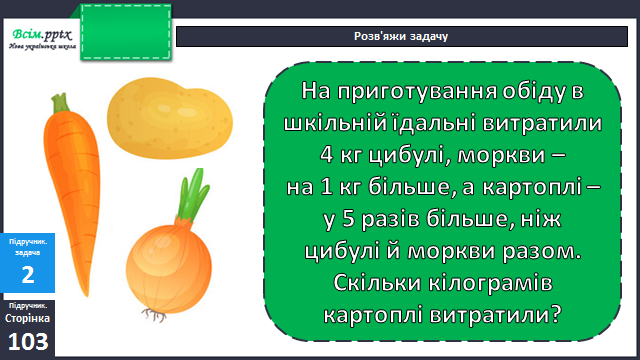 Всім.pptx
Нова українська школа
Розв'яжи задачу
На приготування обіду в
шкільній їдальні витратили
4 кг цибулі, моркви –
на 1 кг більше, а картоплі –
у 5 разів більше, ніж
цибулі й моркви разом.
Скільки кілограмів
картоплі витратили?
Підручник.
задача
2
Підручник.
Сторінка
103